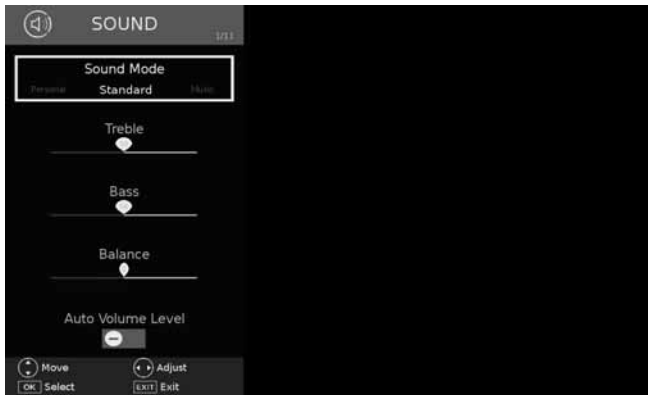 SOUND
1/11
Sound Mode
Personal Standard Music
Treble
Bass
Balance
Auto Volume Level
Move Adjust
OK Select EXIT Exit